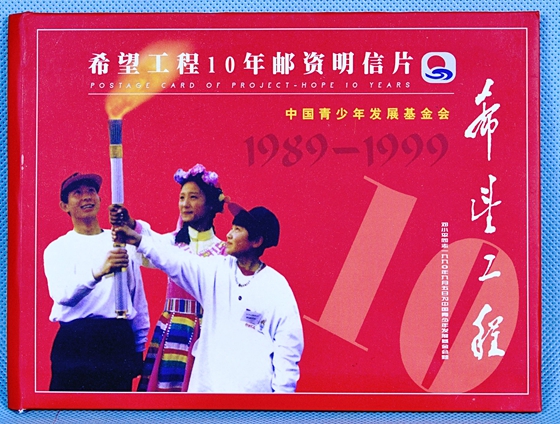 希望工程10年邮资明信片
POSTAGE CARD OF PROJECT-HOPE 10 YEARS
中国青少年发展基金会
1989-1999
10
希望工程